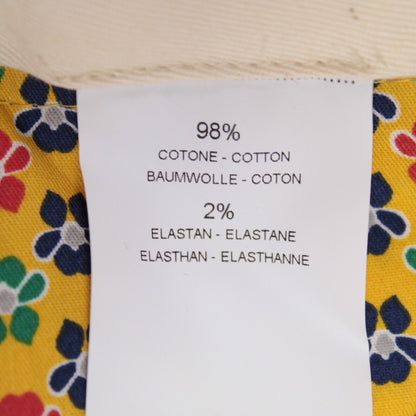 98%
COTONE - COTTON
BAUMWOLLE - COTON
2%
ELASTAN - ELASTANE
ELASTHAN - ELASTHANNE